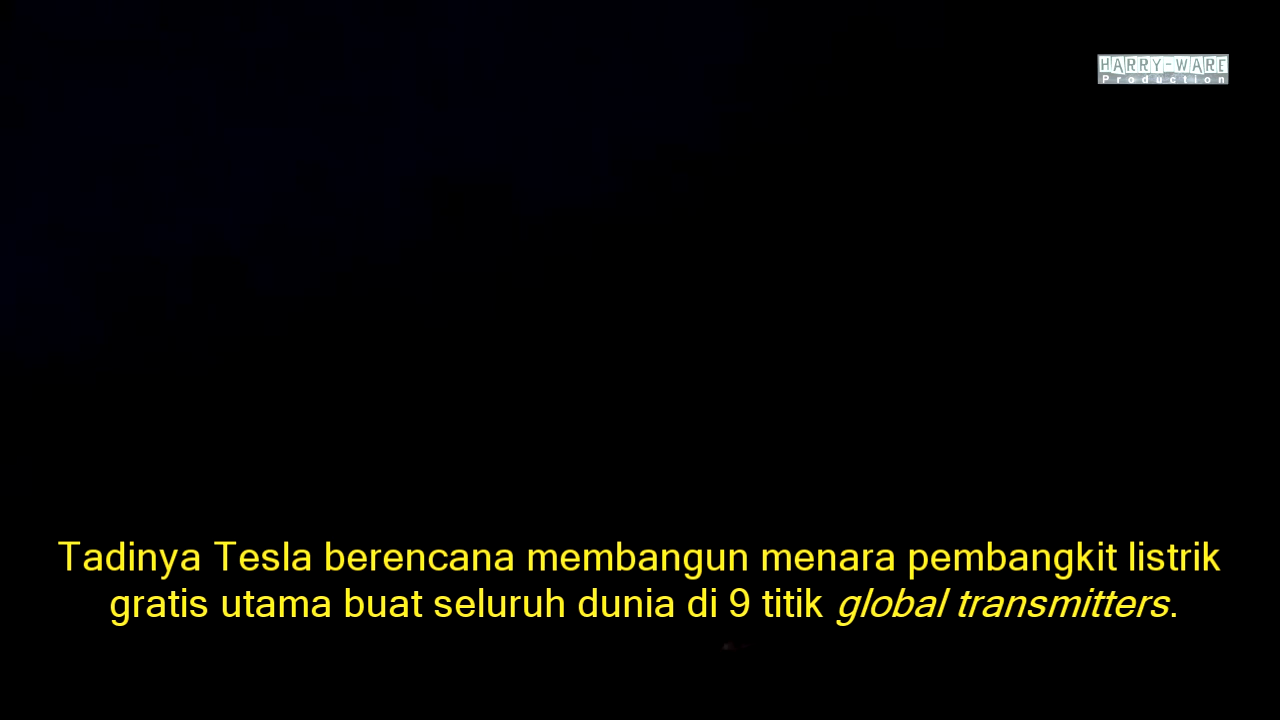 HARRY-WARE
Production
Tadinya Tesla berencana membangun menara pembangkit listrik
gratis utama buat seluruh dunia di 9 titik global transmitters.